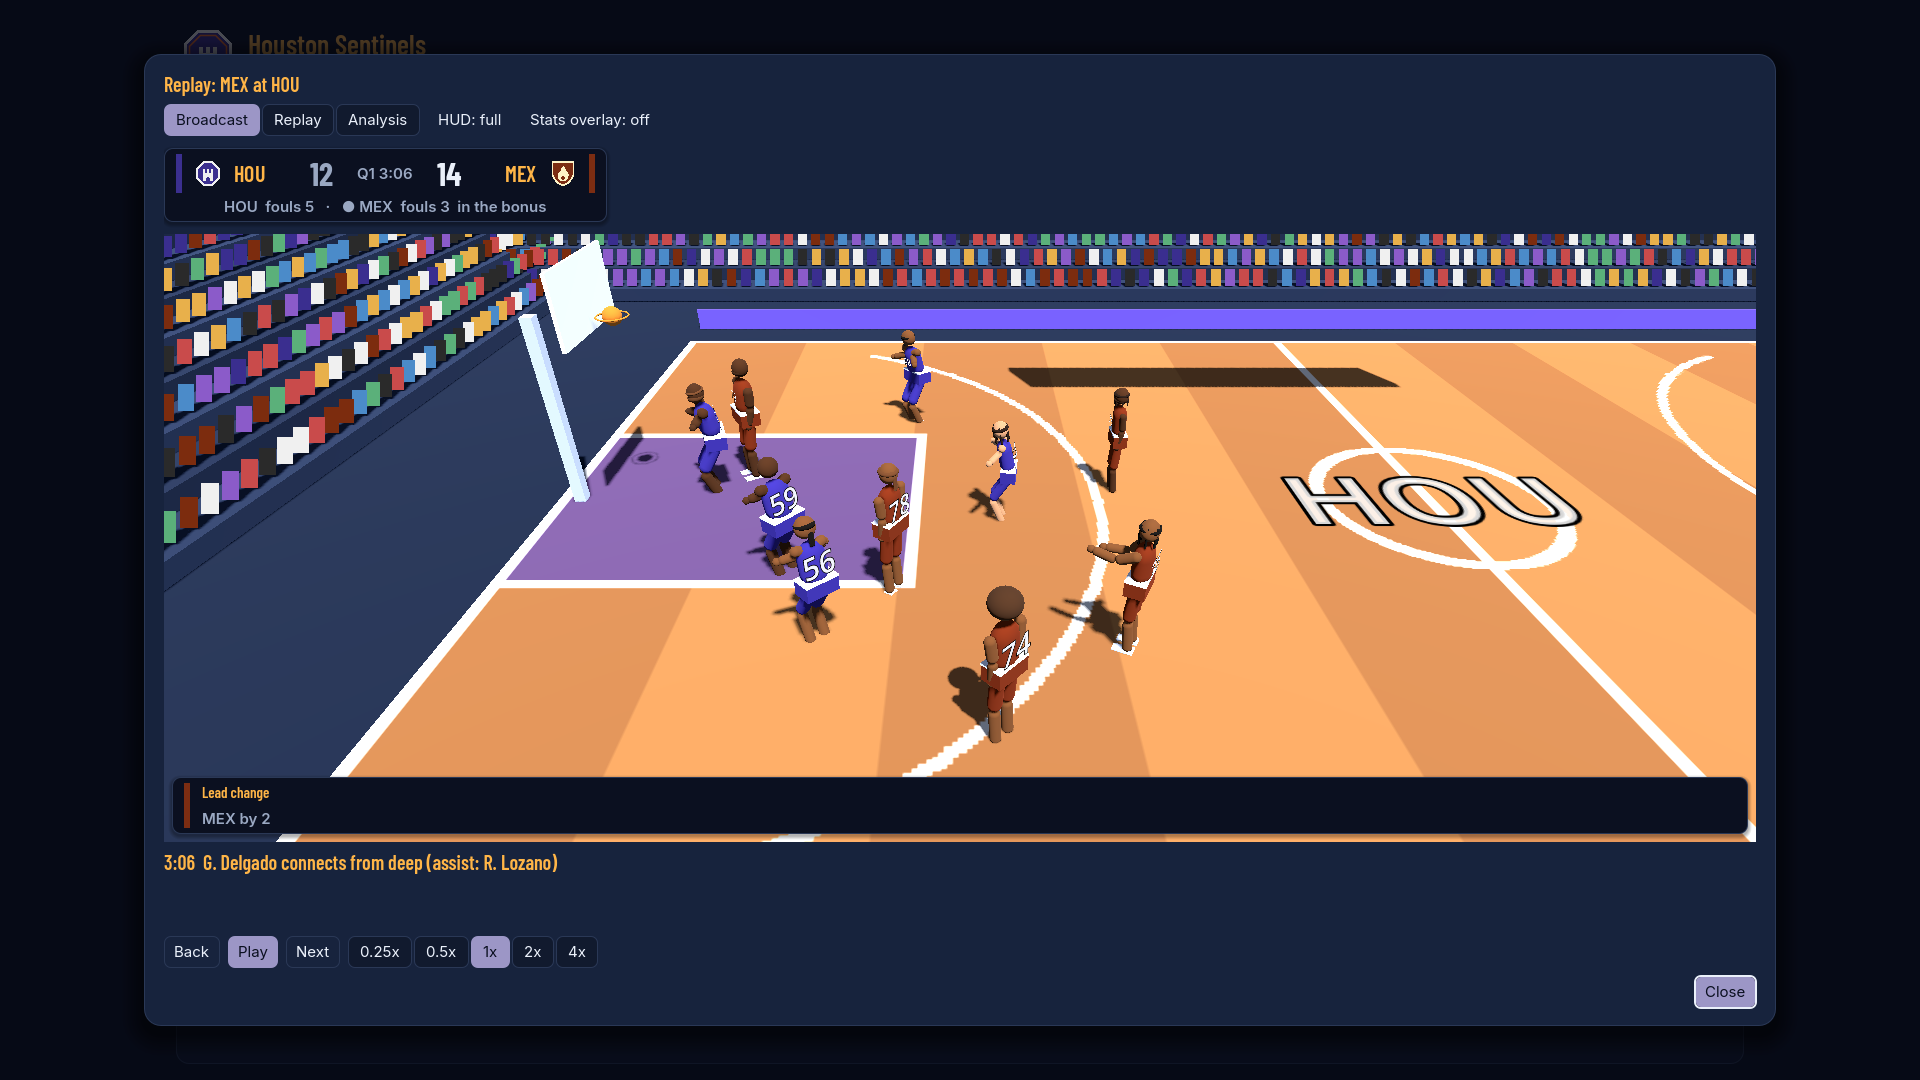 Houston Sentinels
Replay: MEX at HOU
Broadcast Replay Analysis HUD: full Stats overlay: off
HOU 12 Q1 3:06 14 MEX
HOU fouls 5 · MEX fouls 3 in the bonus
59
78
56
HOU
74
Lead change
MEX by 2
3:06 G. Delgado connects from deep (assist: R. Lozano)
Back Play Next 0.25x 0.5x 1x 2x 4x
Close